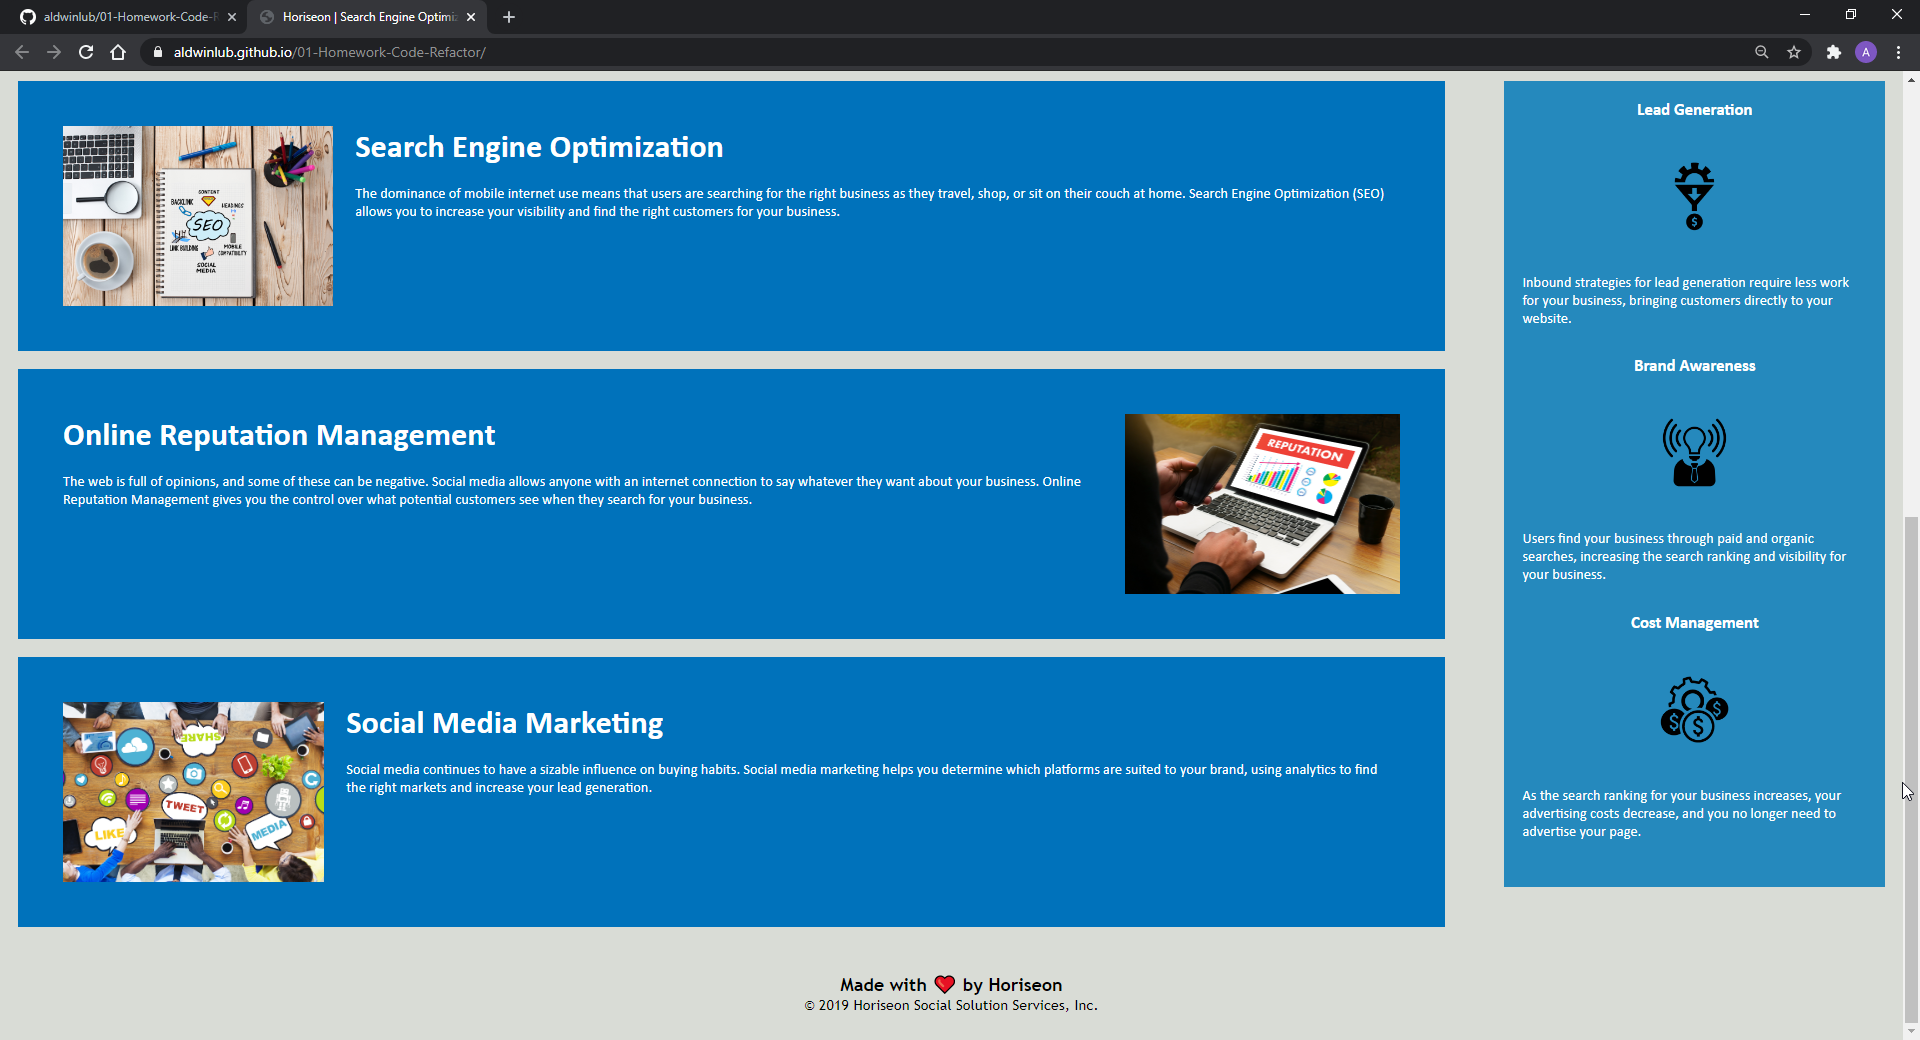 aldwinlub/01-Homework-Code-R
Horiseon | Search Engine Optimiz
aldwinlub.github.io/01-Homework-Code-Refactor/
A
Search Engine Optimization
The dominance of mobile internet use means that users are searching for the right business as they travel, shop, or sit on their couch at home. Search Engine Optimization (SEO)
allows you to increase your visibility and find the right customers for your business.
CONTENT
BACKLINK
HEADINGS
SEO
LINK BUILDING
MOBILE
COMPATIBILITY
SOCIAL
MEDIA
Online Reputation Management
The web is full of opinions, and some of these can be negative. Social media allows anyone with an internet connection to say whatever they want about your business. Online
Reputation Management gives you the control over what potential customers see when they search for your business.
REPUTATION
Social Media Marketing
Social media continues to have a sizable influence on buying habits. Social media marketing helps you determine which platforms are suited to your brand, using analytics to find
the right markets and increase your lead generation.
SHARE
TWEET
LIKE
MEDIA
Lead Generation
$
Inbound strategies for lead generation require less work
for your business, bringing customers directly to your
website.
Brand Awareness
Users find your business through paid and organic
searches, increasing the search ranking and visibility for
your business.
Cost Management
$ $ $
As the search ranking for your business increases, your
advertising costs decrease, and you no longer need to
advertise your page.
Made with ❤️ by Horiseon
© 2019 Horiseon Social Solution Services, Inc.